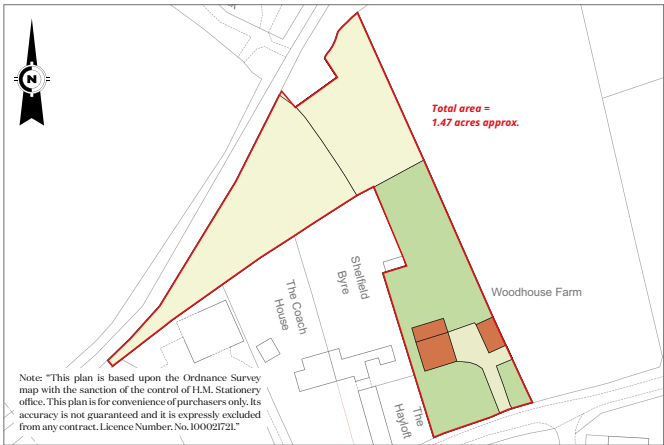 N
Total area =
1.47 acres approx.
Shelfield
Byre
The Coach
House
Woodhouse Farm
The
Hayloft
Note: “This plan is based upon the Ordnance Survey
map with the sanction of the control of H.M. Stationery
office. This plan is for convenience of purchasers only. Its
accuracy is not guaranteed and it is expressly excluded
from any contract. Licence Number. No. 100021721.”